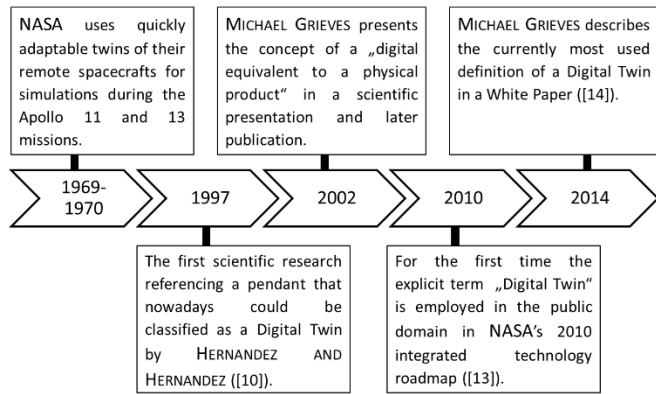 NASA uses quickly
adaptable twins of their
remote spacecrafts for
simulations during the
Apollo 11 and 13
missions.
MICHAEL GRIEVES presents
the concept of a „digital
equivalent to a physical
product“ in a scientific
presentation and later
publication.
MICHAEL GRIEVES describes
the currently most used
definition of a Digital Twin
in a White Paper ([14]).
1969-
1970
1997
2002
2010
2014
The first scientific research
referencing a pendant that
nowadays could be
classified as a Digital Twin
by HERNANDEZ AND
HERNANDEZ ([10]).
For the first time the
explicit term „Digital Twin“
is employed in the public
domain in NASA’s 2010
integrated technology
roadmap ([13]).